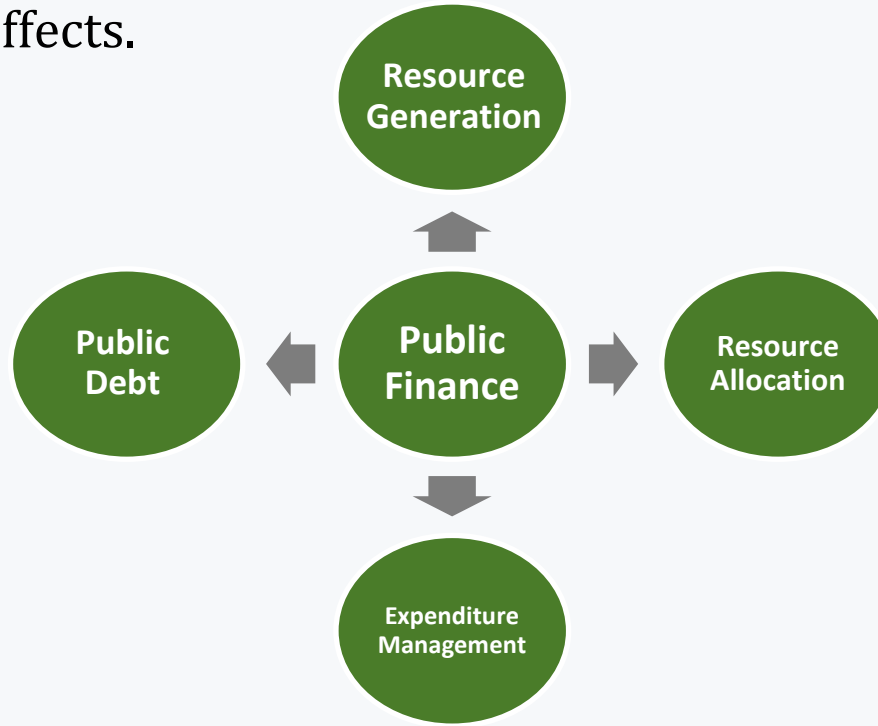 ffects.
Resource
Generation
Public
Debt
Public
Finance
Resource
Allocation
Expenditure
Management